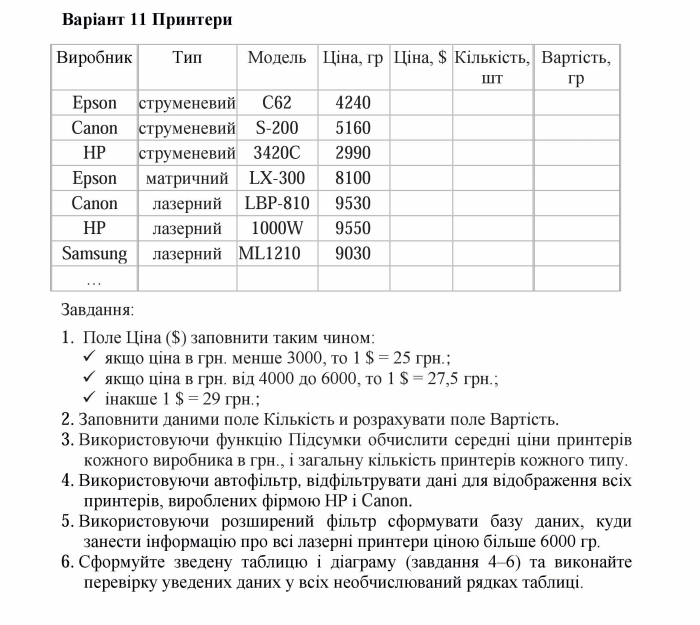 Варіант 11 Принтери
Виробник Тип Модель Ціна, гр Ціна, $ Кількість, шт Вартість, гр
Epson струменевий C62 4240
Canon струменевий S-200 5160
HP струменевий 3420C 2990
Epson матричний LX-300 8100
Canon лазерний LBP-810 9530
HP лазерний 1000W 9550
Samsung лазерний ML1210 9030
…
Завдання:
1. Поле Ціна ($) заповнити таким чином:
✓ якщо ціна в грн. менше 3000, то 1 $ = 25 грн.;
✓ якщо ціна в грн. від 4000 до 6000, то 1 $ = 27,5 грн.;
✓ інакше 1 $ = 29 грн.;
2. Заповнити даними поле Кількість и розрахувати поле Вартість.
3. Використовуючи функцію Підсумки обчислити середні ціни принтерів
кожного виробника в грн., і загальну кількість принтерів кожного типу.
4. Використовуючи автофільтр, відфільтрувати дані для відображення всіх
принтерів, вироблених фірмою HP і Canon.
5. Використовуючи розширений фільтр сформувати базу даних, куди
занести інформацію про всі лазерні принтери ціною більше 6000 гр.
6. Сформуйте зведену таблицю і діаграму (завдання 4–6) та виконайте
перевірку уведених даних у всіх необчислюваний рядках таблиці.